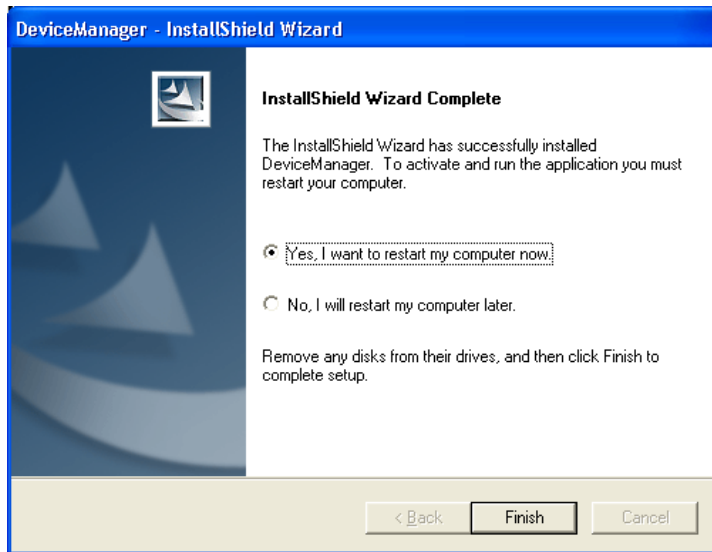 DeviceManager - InstallShield Wizard
InstallShield Wizard Complete
The InstallShield Wizard has successfully installed
DeviceManager. To activate and run the application you must
restart your computer.
Yes, I want to restart my computer now.
No, I will restart my computer later.
Remove any disks from their drives, and then click Finish to
complete setup.
< Back Finish Cancel